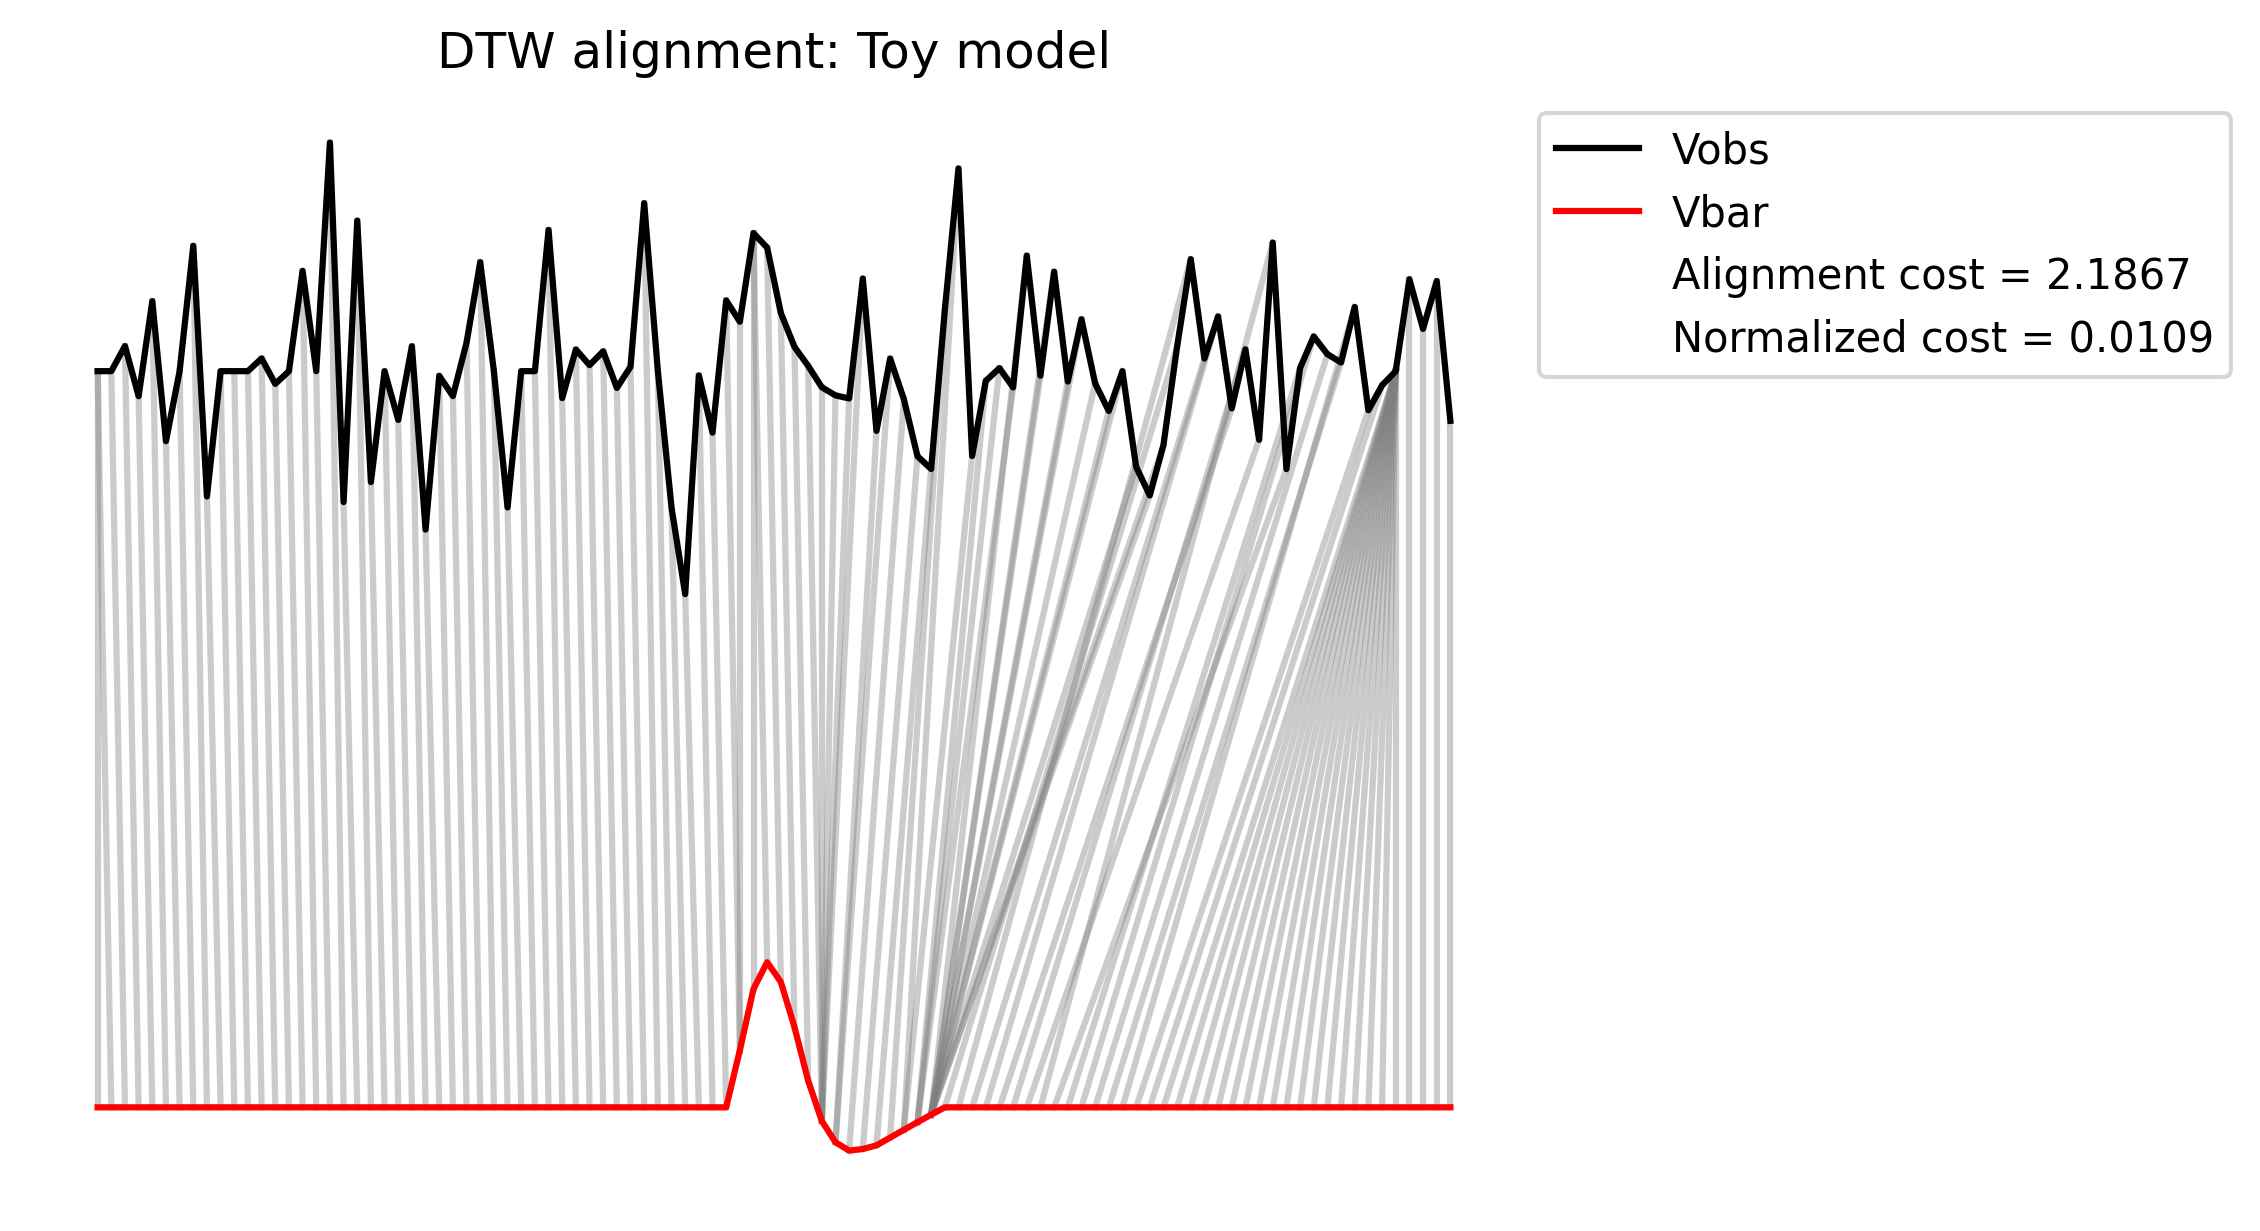 DTW alignment: Toy model
Vobs
Vbar
Alignment cost = 2.1867
Normalized cost = 0.0109